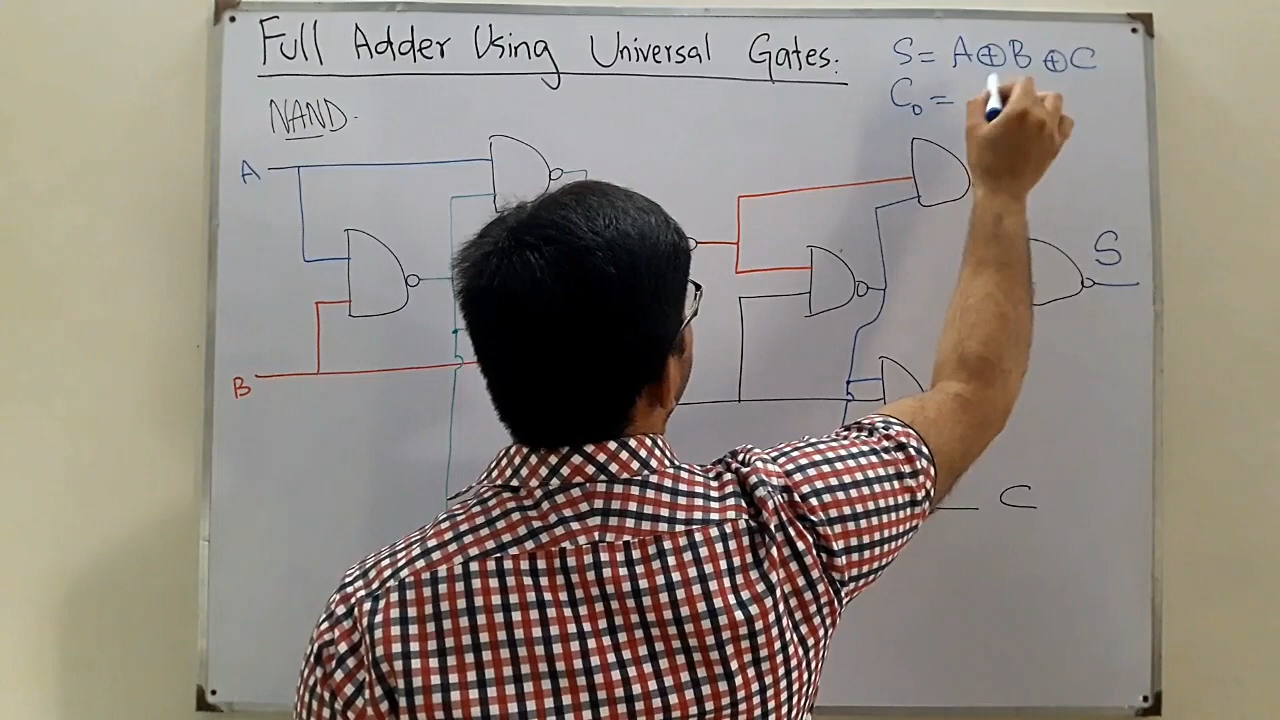 Full Adder Using Universal Gates.
S = A⊕B⊕C
C₀ =
NAND.
A
S
B
C